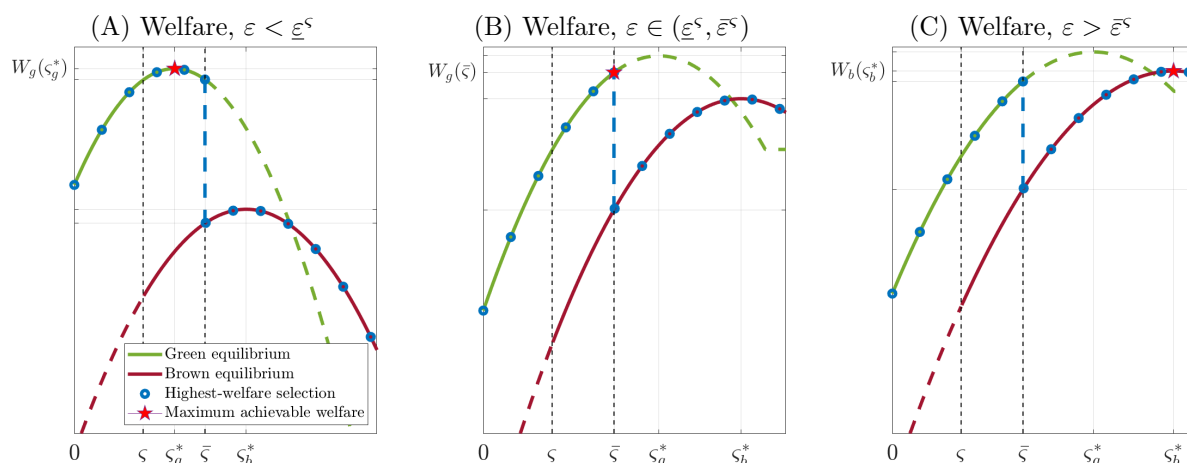 (A) Welfare, ε < ε̲^ς
(B) Welfare, ε ∈ (ε̲^ς, ε̄^ς)
(C) Welfare, ε > ε̄^ς
W_g(ς_g^*)
W_g(ς̄)
W_b(ς_b^*)
Green equilibrium
Brown equilibrium
Highest-welfare selection
Maximum achievable welfare
0 ς̲ ς_g^* ς̄ ς_b^*
0 ς̲ ς̄ ς_g^* ς_b^*
0 ς̲ ς̄ ς_g^* ς_b^*